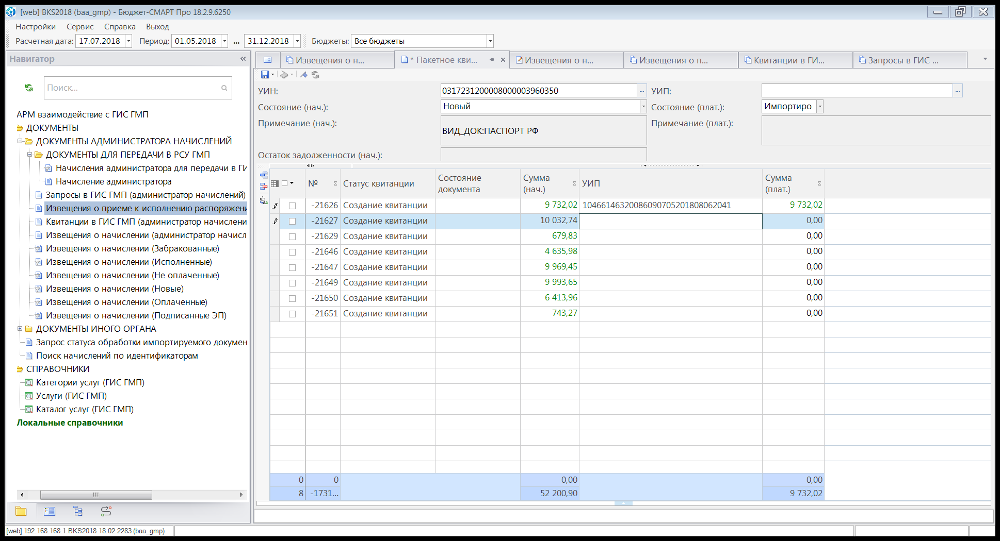 [web] BKS2018 (baa_gmp) - Бюджет-СМАРТ Про 18.2.9.6250
Настройки Сервис Справка Выход
Расчетная дата: 17.07.2018 Период: 01.05.2018 ... 31.12.2018 Бюджеты: Все бюджеты
Навигатор «
Извещения о н... * Пакетное кви... Извещения о н... Извещения о п... Квитанции в ГИ... Запросы в ГИС ...
Поиск...
АРМ взаимодействие с ГИС ГМП
ДОКУМЕНТЫ
ДОКУМЕНТЫ АДМИНИСТРАТОРА НАЧИСЛЕНИЙ
ДОКУМЕНТЫ ДЛЯ ПЕРЕДАЧИ В РСУ ГМП
Начисления администратора для передачи в ГИ
Начисление администратора
Запросы в ГИС ГМП (администратор начислений)
Извещения о приеме к исполнению распоряжени
Квитанции в ГИС ГМП (администратор начислени
Извещения о начислении (администратор начисл
Извещения о начислении (Забракованные)
Извещения о начислении (Исполненные)
Извещения о начислении (Не оплаченные)
Извещения о начислении (Новые)
Извещения о начислении (Оплаченные)
Извещения о начислении (Подписанные ЭП)
ДОКУМЕНТЫ ИНОГО ОРГАНА
Запрос статуса обработки импортируемого докумен
Поиск начислений по идентификаторам
СПРАВОЧНИКИ
Категории услуг (ГИС ГМП)
Услуги (ГИС ГМП)
Каталог услуг (ГИС ГМП)
Локальные справочники
УИН: 0317231200008000003960350 ... УИП: ...
Состояние (нач.): Новый Состояние (плат.): Импортиро
Примечание (нач.): ВИД_ДОК:ПАСПОРТ РФ Примечание (плат.):
Остаток задолженности (нач.):
№ Σ Статус квитанции Состояние документа Сумма (нач.) Σ УИП Сумма (плат.) Σ
-21626 Создание квитанции 9 732,02 10466146320086090705201808062041 9 732,02
-21627 Создание квитанции 10 032,74 0,00
-21629 Создание квитанции 679,83 0,00
-21646 Создание квитанции 4 635,98 0,00
-21647 Создание квитанции 9 969,45 0,00
-21649 Создание квитанции 9 993,65 0,00
-21650 Создание квитанции 6 413,96 0,00
-21651 Создание квитанции 743,27 0,00
0 0 0,00 0,00
8 -1731... 52 200,90 9 732,02
[web] 192.168.168.1.BKS2018 18.02.2283 (baa_gmp)